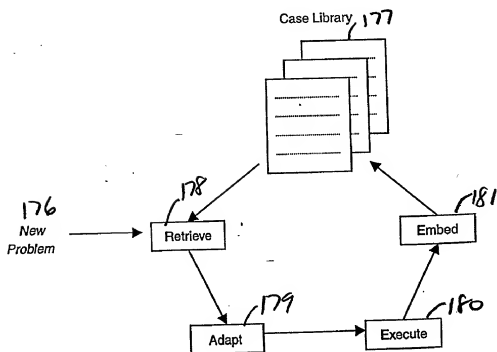 Case Library 177
176
New
Problem
178
Retrieve
Embed
181
179
Adapt
Execute
180